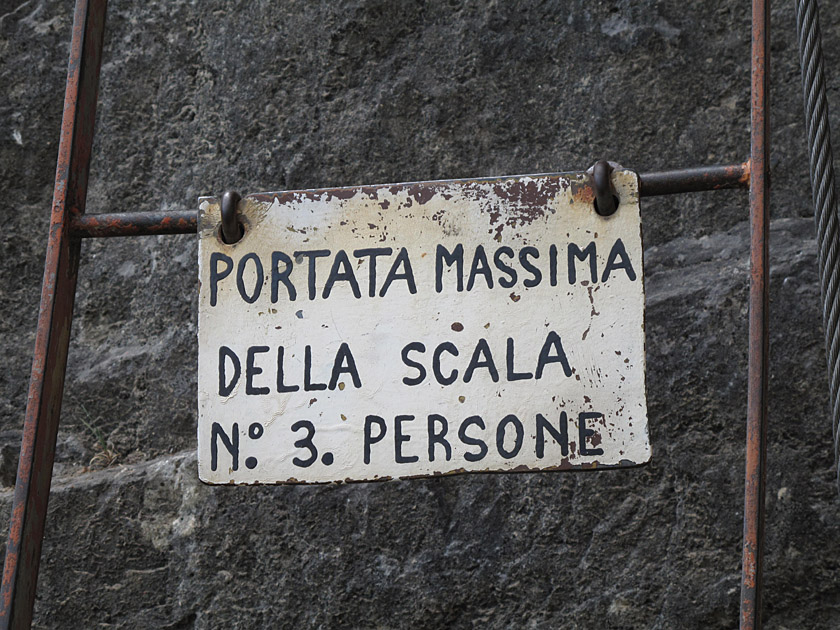 PORTATA MASSIMA
DELLA SCALA
N.º 3. PERSONE